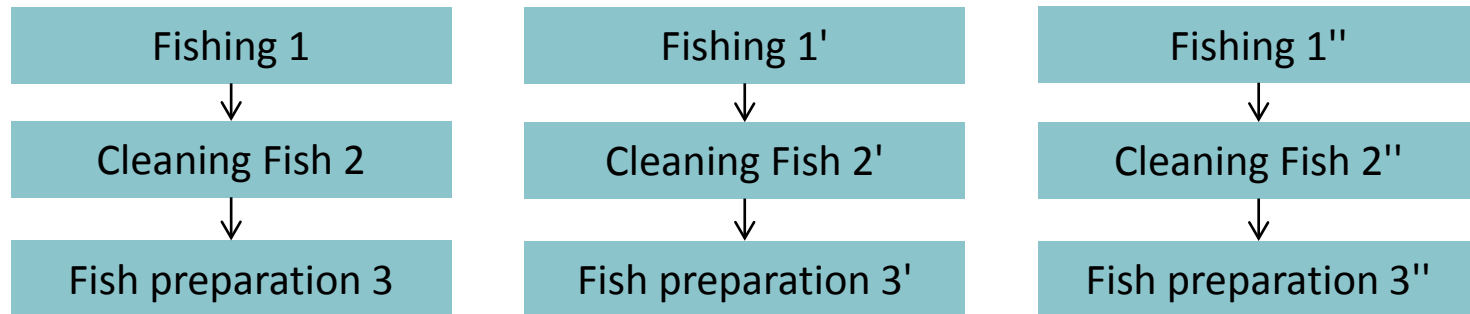 Fishing 1
Cleaning Fish 2
Fish preparation 3
Fishing 1'
Cleaning Fish 2'
Fish preparation 3'
Fishing 1''
Cleaning Fish 2''
Fish preparation 3''